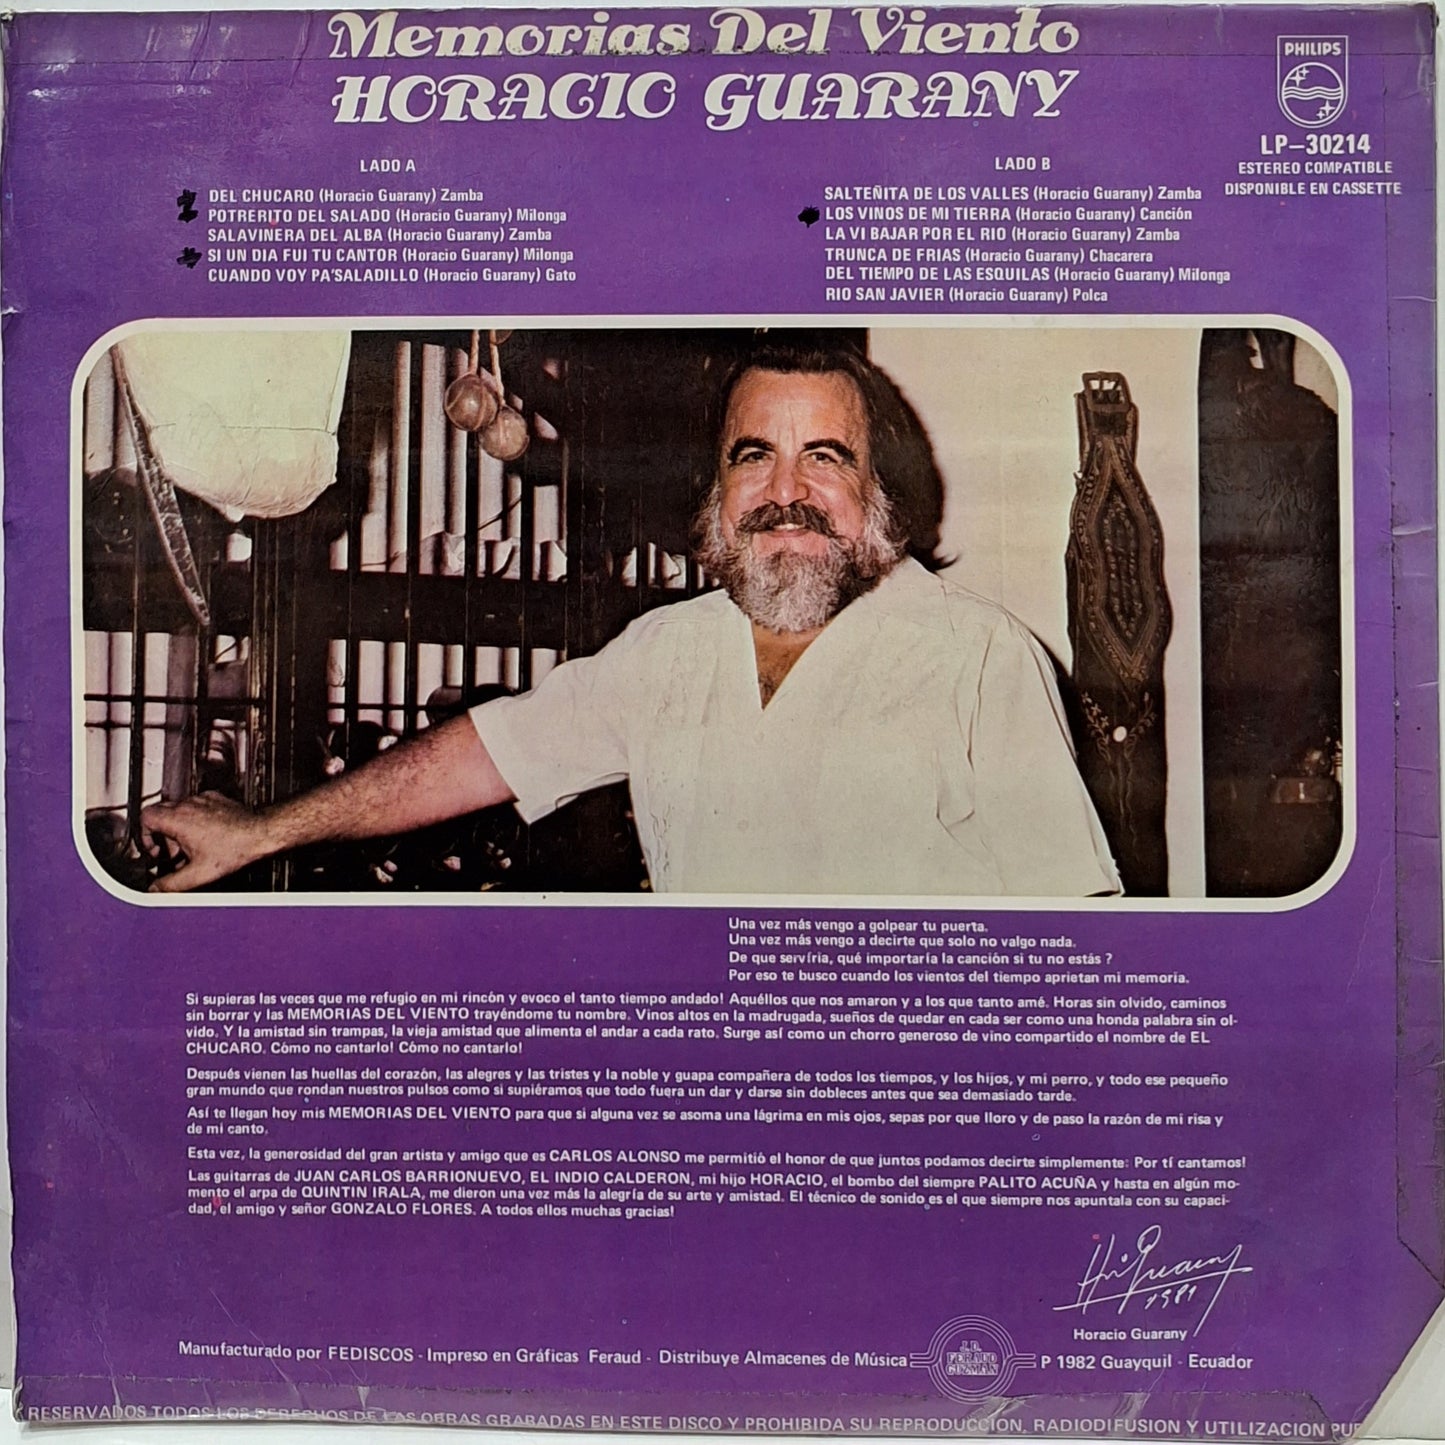 Memorias Del Viento
HORACIO GUARANY
PHILIPS
LP-30214
ESTEREO COMPATIBLE
DISPONIBLE EN CASSETTE
LADO A
DEL CHUCARO (Horacio Guarany) Zamba
POTRERITO DEL SALADO (Horacio Guarany) Milonga
SALAVINERA DEL ALBA (Horacio Guarany) Zamba
SI UN DIA FUI TU CANTOR (Horacio Guarany) Milonga
CUANDO VOY PA'SALADILLO (Horacio Guarany) Gato
LADO B
SALTEÑITA DE LOS VALLES (Horacio Guarany) Zamba
LOS VINOS DE MI TIERRA (Horacio Guarany) Canción
LA VI BAJAR POR EL RIO (Horacio Guarany) Zamba
TRUNCA DE FRIAS (Horacio Guarany) Chacarera
DEL TIEMPO DE LAS ESQUILAS (Horacio Guarany) Milonga
RIO SAN JAVIER (Horacio Guarany) Polca
Una vez más vengo a golpear tu puerta.
Una vez más vengo a decirte que solo no valgo nada.
De que servíria, qué importaría la canción si tu no estás ?
Por eso te busco cuando los vientos del tiempo aprietan mi memoria.
Si supieras las veces que me refugio en mi rincón y evoco el tanto tiempo andado! Aquéllos que nos amaron y a los que tanto amé. Horas sin olvido, caminos
sin borrar y las MEMORIAS DEL VIENTO trayéndome tu nombre. Vinos altos en la madrugada, sueños de quedar en cada ser como una honda palabra sin ol-
vido. Y la amistad sin trampas, la vieja amistad que alimenta el andar a cada rato. Surge así como un chorro generoso de vino compartido el nombre de EL
CHUCARO. Cómo no cantarlo! Cómo no cantarlo!
Después vienen las huellas del corazón, las alegres y las tristes y la noble y guapa compañera de todos los tiempos, y los hijos, y mi perro, y todo ese pequeño
gran mundo que rondan nuestros pulsos como si supiéramos que todo fuera un dar y darse sin dobleces antes que sea demasiado tarde.
Así te llegan hoy mis MEMORIAS DEL VIENTO para que si alguna vez se asoma una lágrima en mis ojos, sepas por que lloro y de paso la razón de mi risa y
de mi canto.
Esta vez, la generosidad del gran artista y amigo que es CARLOS ALONSO me permitió el honor de que juntos podamos decirte simplemente: Por tí cantamos!
Las guitarras de JUAN CARLOS BARRIONUEVO, EL INDIO CALDERON, mi hijo HORACIO, el bombo del siempre PALITO ACUÑA y hasta en algún mo-
mento el arpa de QUINTIN IRALA, me dieron una vez más la alegría de su arte y amistad. El técnico de sonido es el que siempre nos apuntala con su capaci-
dad, el amigo y señor GONZALO FLORES. A todos ellos muchas gracias!
1981
Horacio Guarany
Manufacturado por FEDISCOS - Impreso en Gráficas Feraud - Distribuye Almacenes de Música
J.D.
FERAUD
GUZMAN
P 1982 Guayquil - Ecuador
RESERVADOS TODOS LOS DERECHOS DE LAS OBRAS GRABADAS EN ESTE DISCO Y PROHIBIDA SU REPRODUCCION, RADIODIFUSION Y UTILIZACION